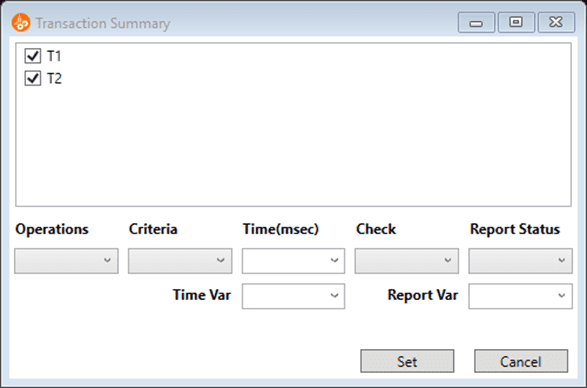 Transaction Summary
T1
T2
Operations Criteria Time(msec) Check Report Status
Time Var Report Var
Set Cancel